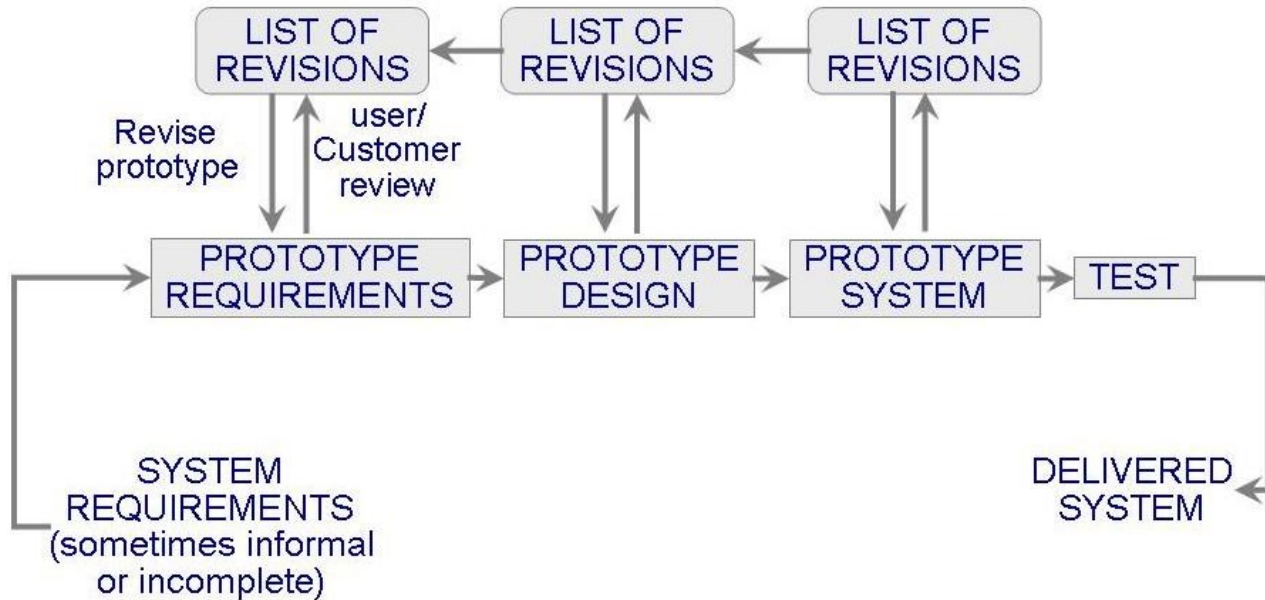 LIST OF
REVISIONS
LIST OF
REVISIONS
LIST OF
REVISIONS
Revise
prototype
user/
Customer
review
PROTOTYPE
REQUIREMENTS
PROTOTYPE
DESIGN
PROTOTYPE
SYSTEM
TEST
SYSTEM
REQUIREMENTS
(sometimes informal
or incomplete)
DELIVERED
SYSTEM